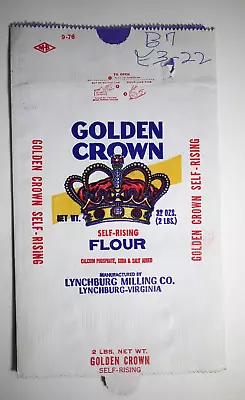 9-76
B7
TO OPEN
GOLDEN
CROWN
NET WT.
32 OZS.
(2 LBS.)
SELF-RISING
FLOUR
CALCIUM PHOSPHATE, SODA & SALT ADDED
MANUFACTURED BY
LYNCHBURG MILLING CO.
LYNCHBURG-VIRGINIA
GOLDEN CROWN SELF-RISING
GOLDEN CROWN SELF-RISING
2 LBS. NET WT.
GOLDEN CROWN
SELF-RISING